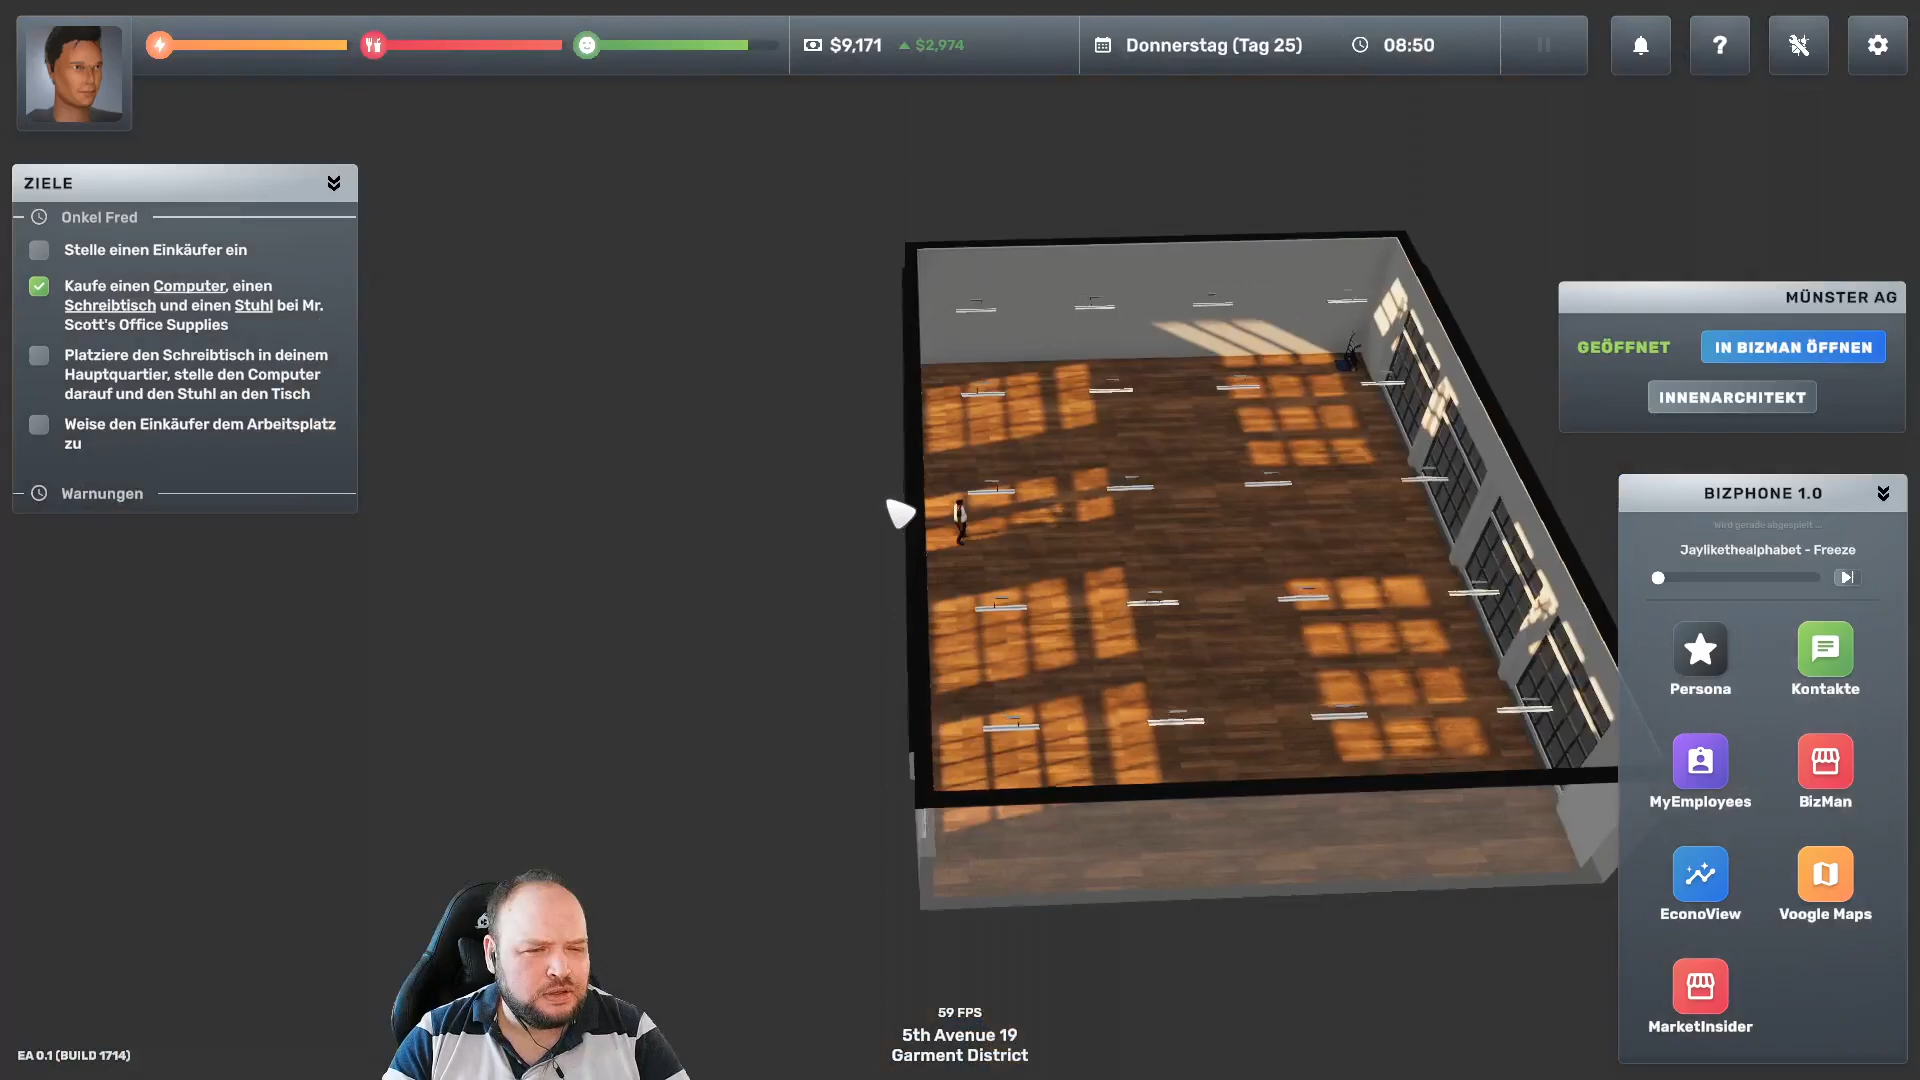 $9,171 $2,974 Donnerstag (Tag 25) 08:50 ?
ZIELE
Onkel Fred
Stelle einen Einkäufer ein
Kaufe einen Computer, einen
Schreibtisch und einen Stuhl bei Mr.
Scott's Office Supplies
Platziere den Schreibtisch in deinem
Hauptquartier, stelle den Computer
darauf und den Stuhl an den Tisch
Weise den Einkäufer dem Arbeitsplatz
zu
Warnungen
MÜNSTER AG
GEÖFFNET IN BIZMAN ÖFFNEN
INNENARCHITEKT
BIZPHONE 1.0
Wird gerade abgespielt ...
Jaylikethealphabet - Freeze
Persona Kontakte
MyEmployees BizMan
EconoView Voogle Maps
MarketInsider
59 FPS
5th Avenue 19
Garment District
EA 0.1 (BUILD 1714)